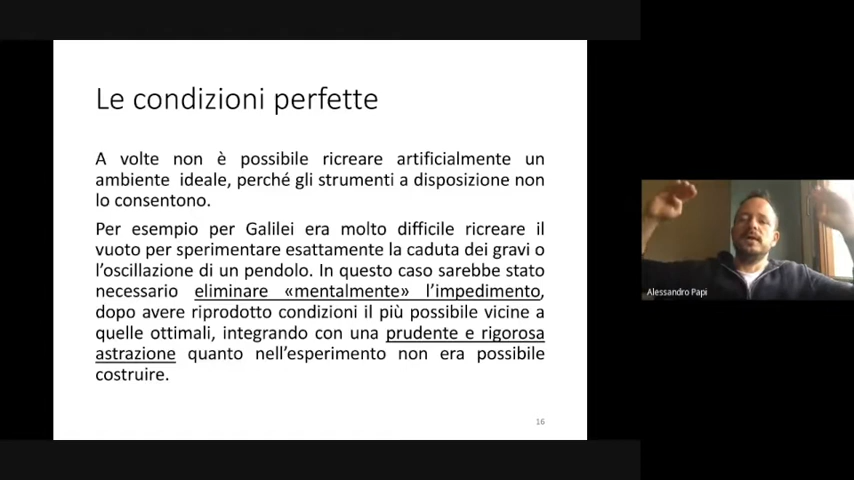 Le condizioni perfette
A volte non è possibile ricreare artificialmente un
ambiente ideale, perché gli strumenti a disposizione non
lo consentono.
Per esempio per Galilei era molto difficile ricreare il
vuoto per sperimentare esattamente la caduta dei gravi o
l'oscillazione di un pendolo. In questo caso sarebbe stato
necessario eliminare «mentalmente» l'impedimento,
dopo avere riprodotto condizioni il più possibile vicine a
quelle ottimali, integrando con una prudente e rigorosa
astrazione quanto nell'esperimento non era possibile
costruire.
16
Alessandro Papi